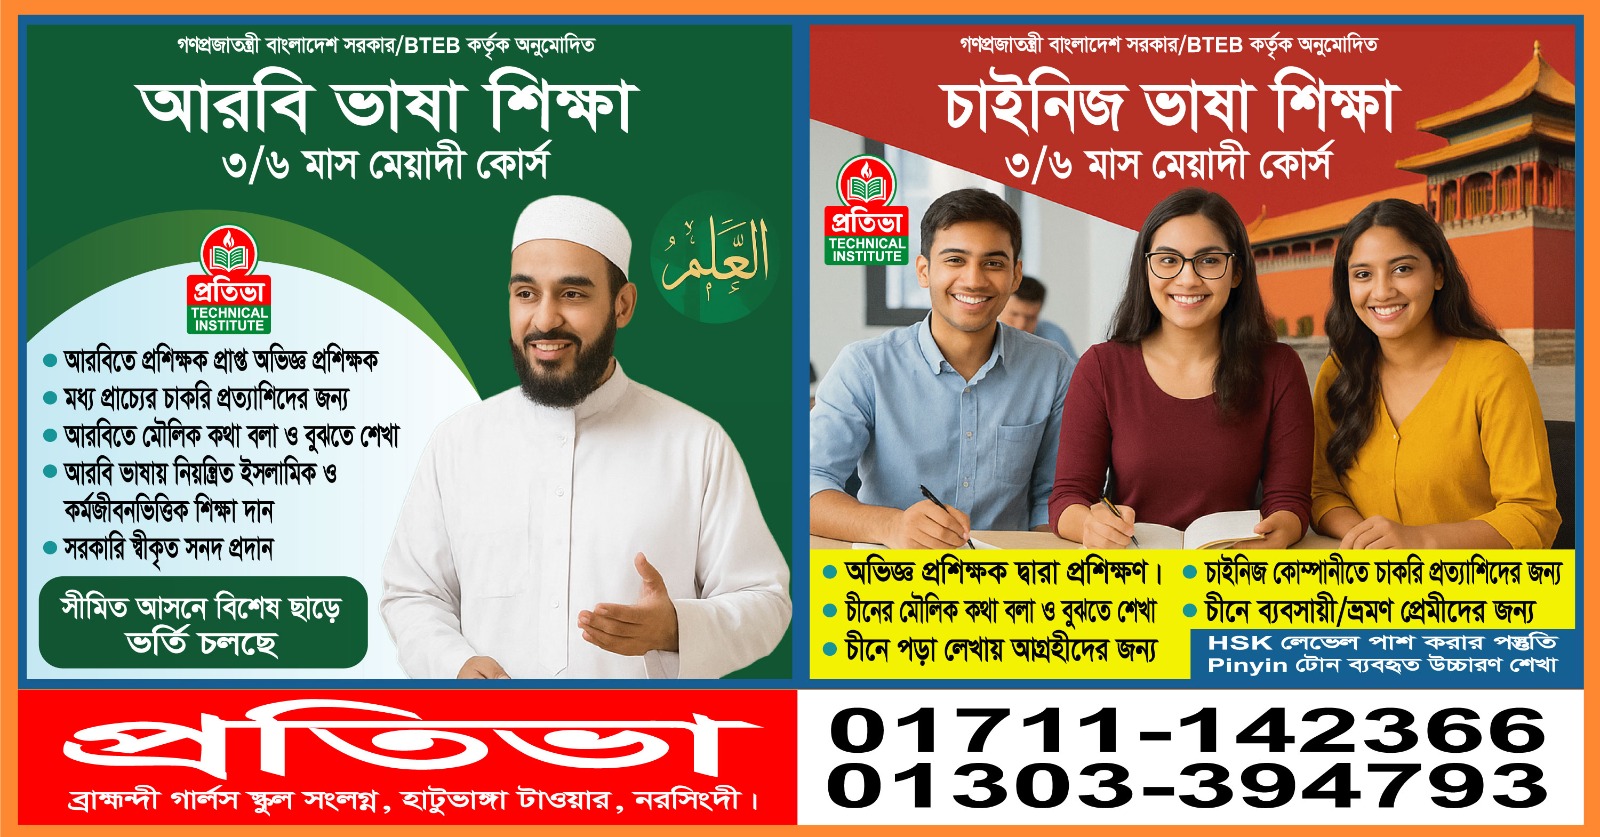 গণপ্রজাতন্ত্রী বাংলাদেশ সরকার/BTEB কর্তৃক অনুমোদিত
আরবি ভাষা শিক্ষা
৩/৬ মাস মেয়াদী কোর্স
العَّلم
প্রতিভা
TECHNICAL
INSTITUTE
আরবিতে প্রশিক্ষক প্রাপ্ত অভিজ্ঞ প্রশিক্ষক
মধ্য প্রাচ্যের চাকরি প্রত্যাশিদের জন্য
আরবিতে মৌলিক কথা বলা ও বুঝতে শেখা
আরবি ভাষায় নিয়ন্ত্রিত ইসলামিক ও
কর্মজীবনভিত্তিক শিক্ষা দান
সরকারি স্বীকৃত সনদ প্রদান
সীমিত আসনে বিশেষ ছাড়ে
ভর্তি চলছে
গণপ্রজাতন্ত্রী বাংলাদেশ সরকার/BTEB কর্তৃক অনুমোদিত
চাইনিজ ভাষা শিক্ষা
৩/৬ মাস মেয়াদী কোর্স
প্রতিভা
TECHNICAL
INSTITUTE
অভিজ্ঞ প্রশিক্ষক দ্বারা প্রশিক্ষণ।
চীনের মৌলিক কথা বলা ও বুঝতে শেখা
চীনে পড়া লেখায় আগ্রহীদের জন্য
চাইনিজ কোম্পানীতে চাকরি প্রত্যাশিদের জন্য
চীনে ব্যবসায়ী/ভ্রমণ প্রেমীদের জন্য
HSK লেভেল পাশ করার পস্তুতি
Pinyin টোন ব্যবহৃত উচ্চারণ শেখা
প্রতিভা
ব্রাহ্মন্দী গার্লস স্কুল সংলগ্ন, হাটুভাঙ্গা টাওয়ার, নরসিংদী।
01711-142366
01303-394793